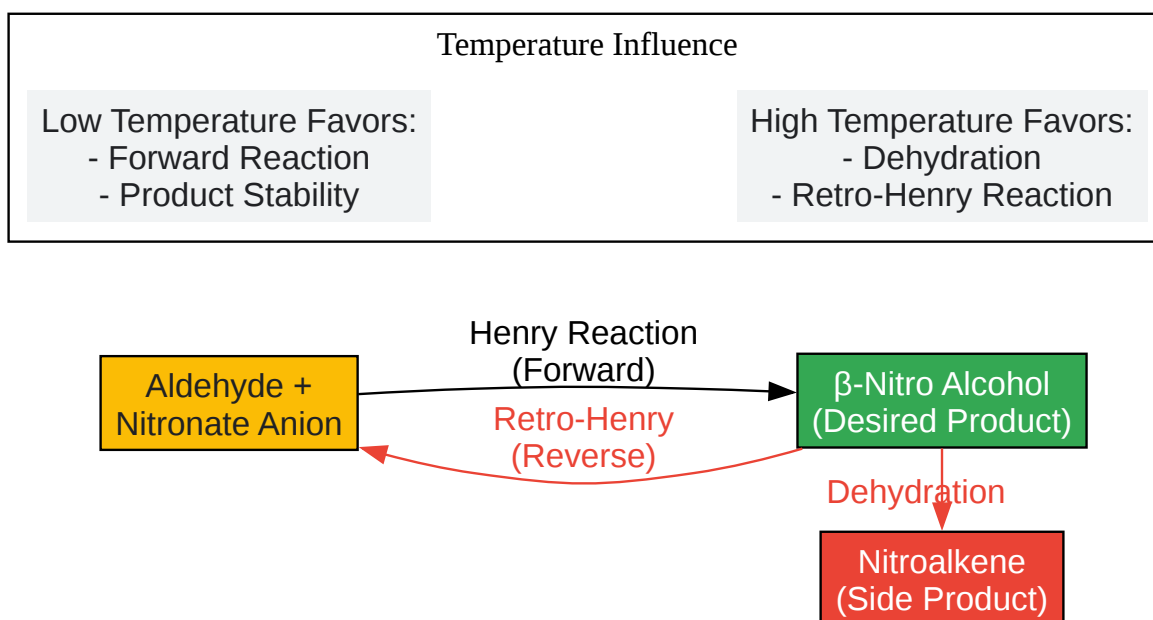 Temperature Influence
Low Temperature Favors:
- Forward Reaction
- Product Stability
High Temperature Favors:
- Dehydration
- Retro-Henry Reaction
Henry Reaction
(Forward)
Aldehyde +
Nitronate Anion
Retro-Henry
(Reverse)
β-Nitro Alcohol
(Desired Product)
Dehydration
Nitroalkene
(Side Product)